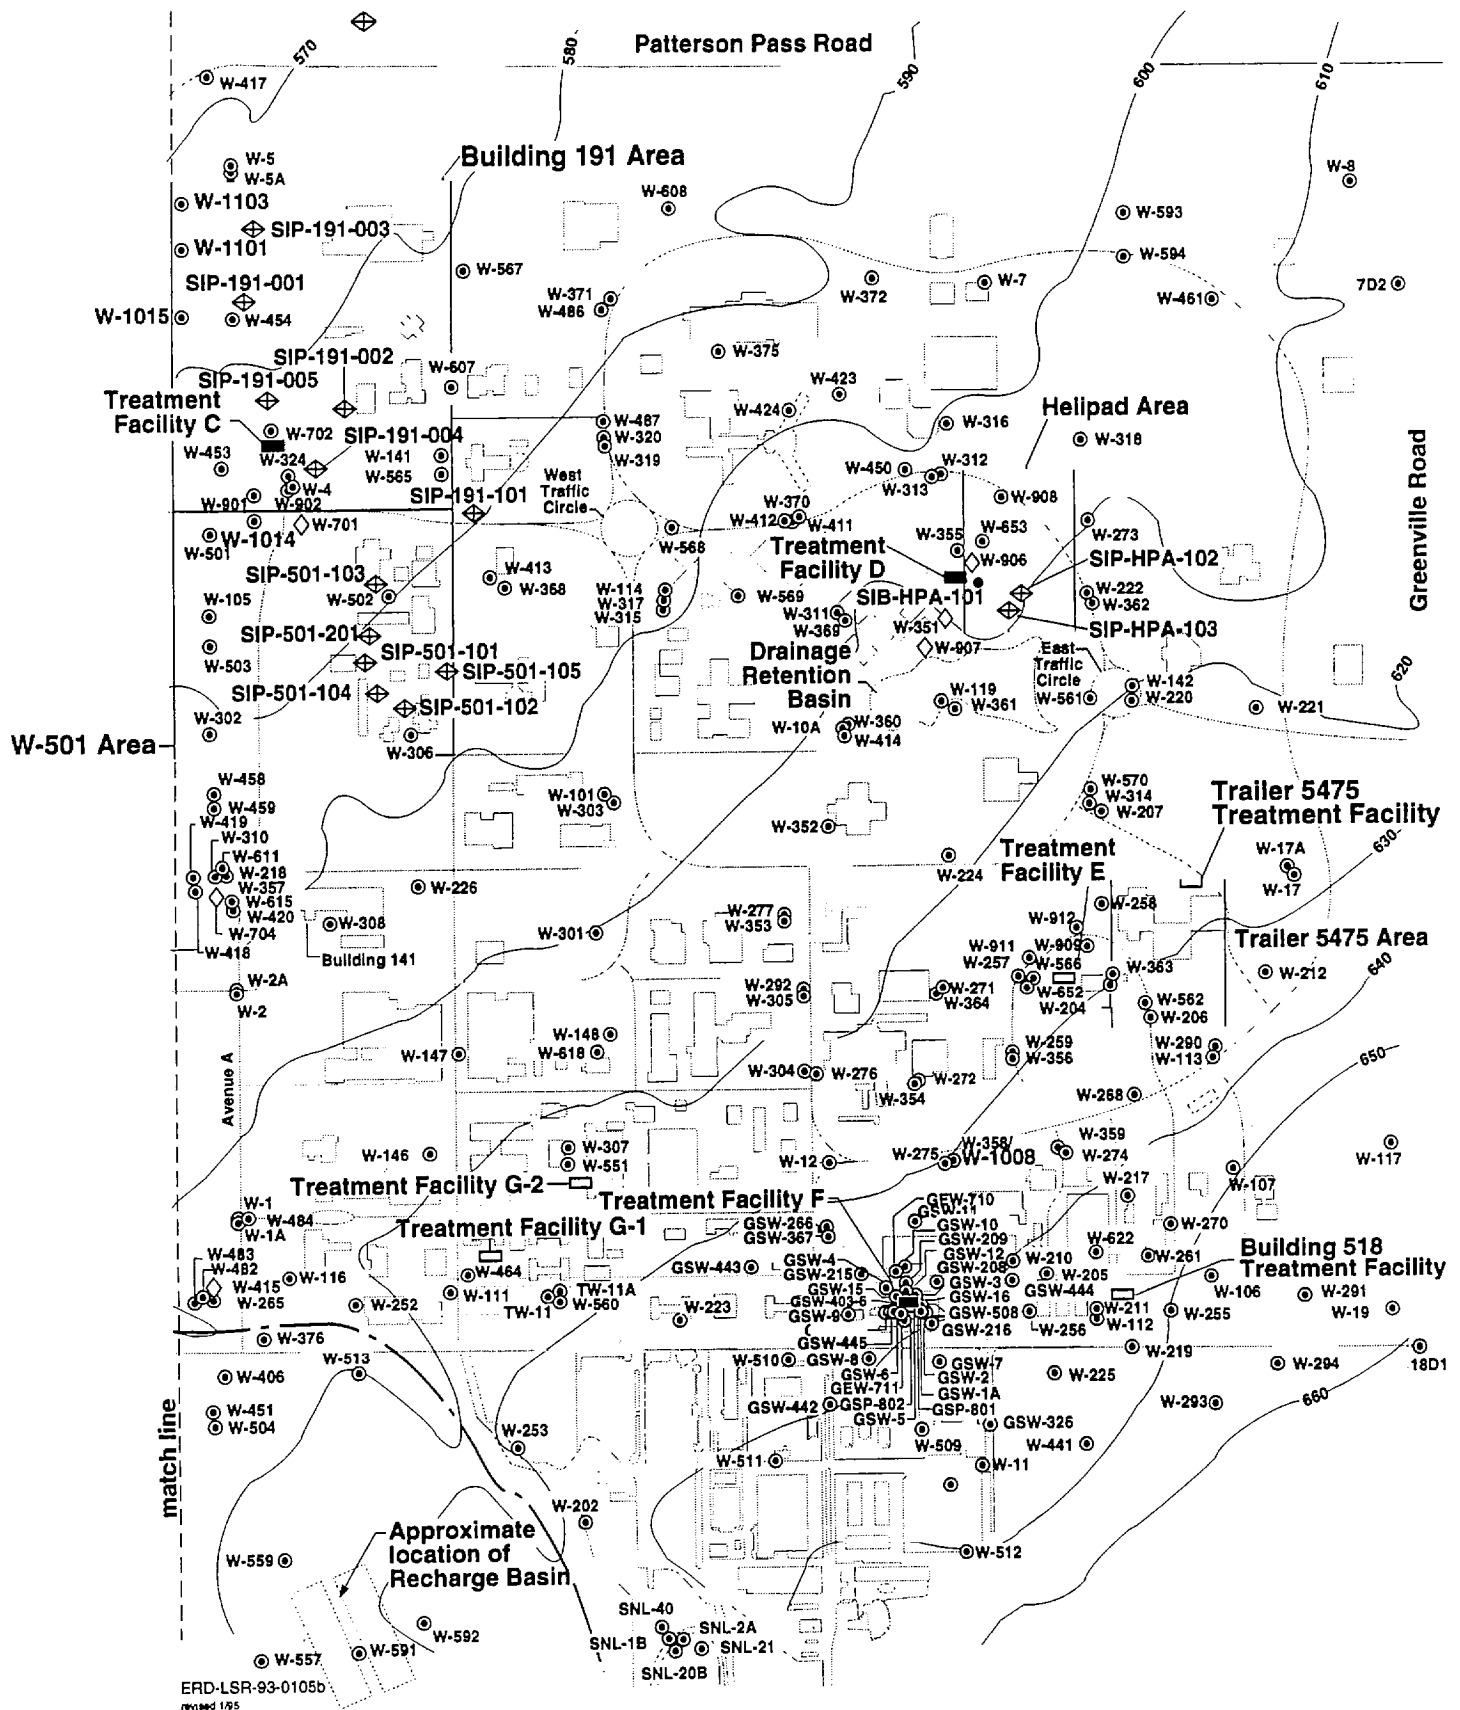 570
580
Patterson Pass Road
590
600
610
W-417
W-5
W-5A
Building 191 Area
W-8
W-608
W-1103
W-593
SIP-191-003
W-1101
W-594
W-567
SIP-191-001
W-371
W-486
W-372
W-7
W-461
7D2
W-1015
W-454
SIP-191-002
W-375
W-607
SIP-191-005
Treatment
Facility C
W-423
W-424
Helipad Area
W-702
SIP-191-004
W-487
W-320
W-319
W-316
W-318
W-453
W-324
W-141
W-565
W-4
W-450
W-312
W-313
West
Traffic
Circle
SIP-191-101
W-901
W-902
W-908
W-370
W-412
W-411
W-701
W-1014
W-501
W-568
W-355
W-653
W-273
Treatment
Facility D
W-906
SIP-HPA-102
SIP-501-103
W-413
W-368
W-502
W-105
W-114
W-317
W-315
W-569
SIB-HPA-101
W-222
W-362
W-311
W-369
W-351
SIP-HPA-103
Greenville Road
SIP-501-201
SIP-501-101
W-503
SIP-501-105
Drainage
Retention
Basin
W-907
East
Traffic
Circle
SIP-501-104
SIP-501-102
W-142
W-220
W-561
W-119
W-361
W-221
620
W-302
W-10A
W-360
W-414
W-501 Area
W-306
W-458
W-459
W-101
W-303
W-570
W-314
W-207
Trailer 5475
Treatment Facility
W-419
W-310
W-611
W-218
W-357
W-615
W-420
W-704
W-418
W-352
Treatment
Facility E
W-224
W-17A
W-17
630
W-226
W-308
Building 141
W-258
W-277
W-353
W-912
W-301
W-911
W-909
W-257
W-566
W-363
Trailer 5475 Area
W-212
640
W-2A
W-2
W-292
W-305
W-271
W-364
W-652
W-204
W-562
W-206
W-148
W-618
W-147
W-259
W-356
W-290
W-113
650
Avenue A
W-304
W-276
W-272
W-354
W-268
W-307
W-551
W-146
W-12
W-275
W-358/
W-1008
W-359
W-274
W-117
W-217
W-107
Treatment Facility G-2
Treatment Facility F
GEW-710
GSW-11
W-1
W-484
W-1A
Treatment Facility G-1
GSW-266
GSW-367
GSW-10
GSW-209
GSW-12
GSW-208
W-270
W-622
W-261
W-210
Building 518
Treatment Facility
W-483
W-482
W-415
W-265
W-116
W-464
GSW-443
GSW-4
GSW-215
GSW-15
GSW-403-6
GSW-9
GSW-3
GSW-16
GSW-508
GSW-216
W-205
GSW-444
W-106
W-291
W-19
W-252
W-111
TW-11A
TW-11
W-560
W-223
W-256
W-211
W-112
W-255
W-376
GSW-445
W-219
W-406
W-513
W-510
GSW-8
GSW-6
GEW-711
GSP-802
GSW-5
GSW-442
GSW-7
GSW-2
GSW-1A
GSP-801
W-225
W-294
18D1
W-293
660
W-451
W-504
GSW-326
W-509
W-253
W-441
W-511
W-11
match line
W-202
Approximate
location of
Recharge Basin
W-559
W-512
W-592
SNL-40
SNL-2A
SNL-1B
SNL-21
SNL-20B
W-557
W-591
ERD-LSR-93-0105b
revised 1/95